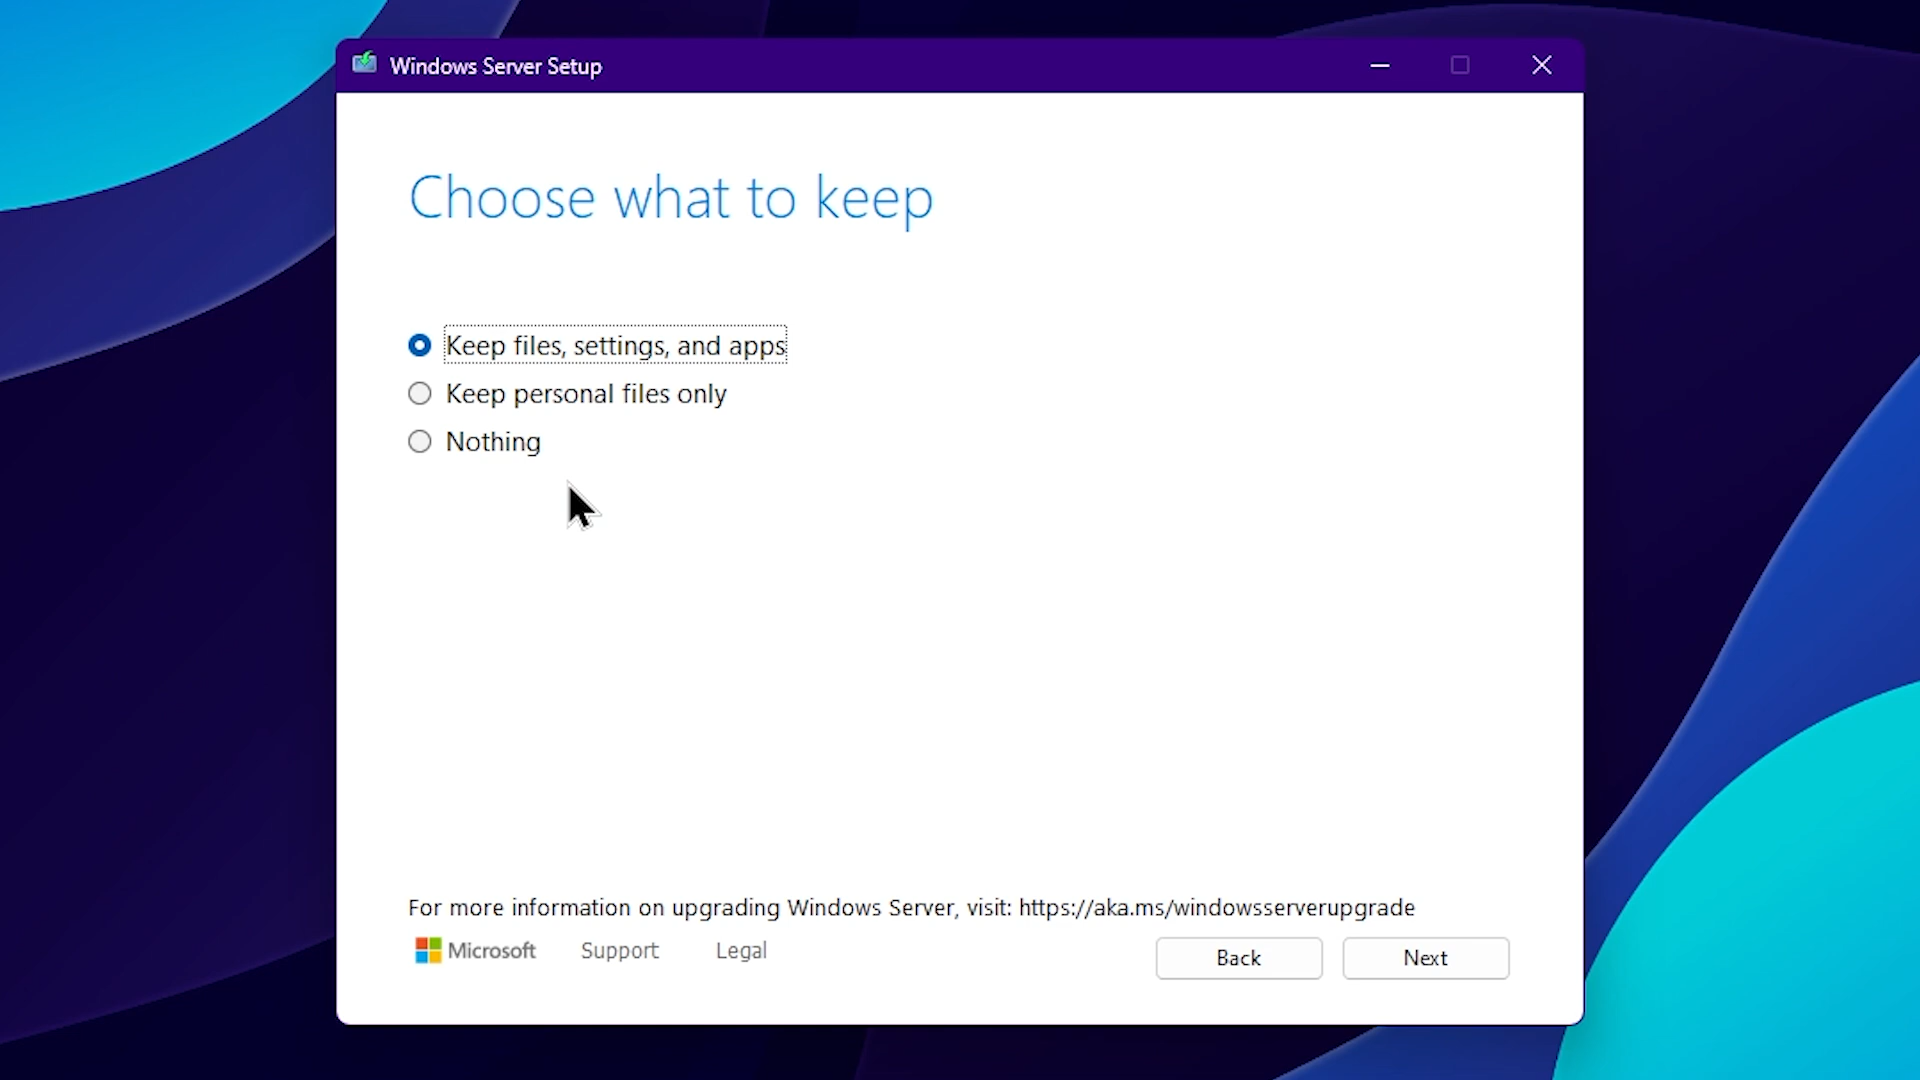 Windows Server Setup
Choose what to keep
Keep files, settings, and apps
Keep personal files only
Nothing
For more information on upgrading Windows Server, visit: https://aka.ms/windowsserverupgrade
Microsoft Support Legal Back Next